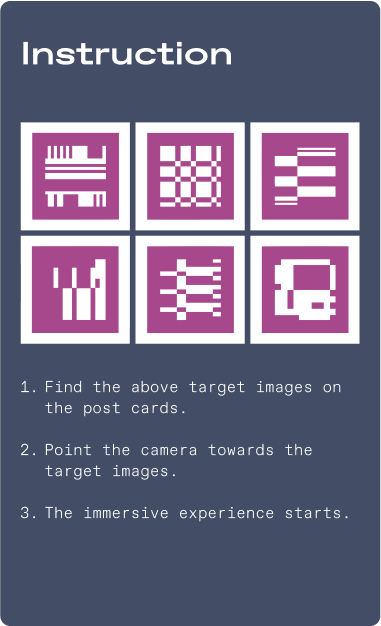 Instruction
1. Find the above target images on
the post cards.
2. Point the camera towards the
target images.
3. The immersive experience starts.